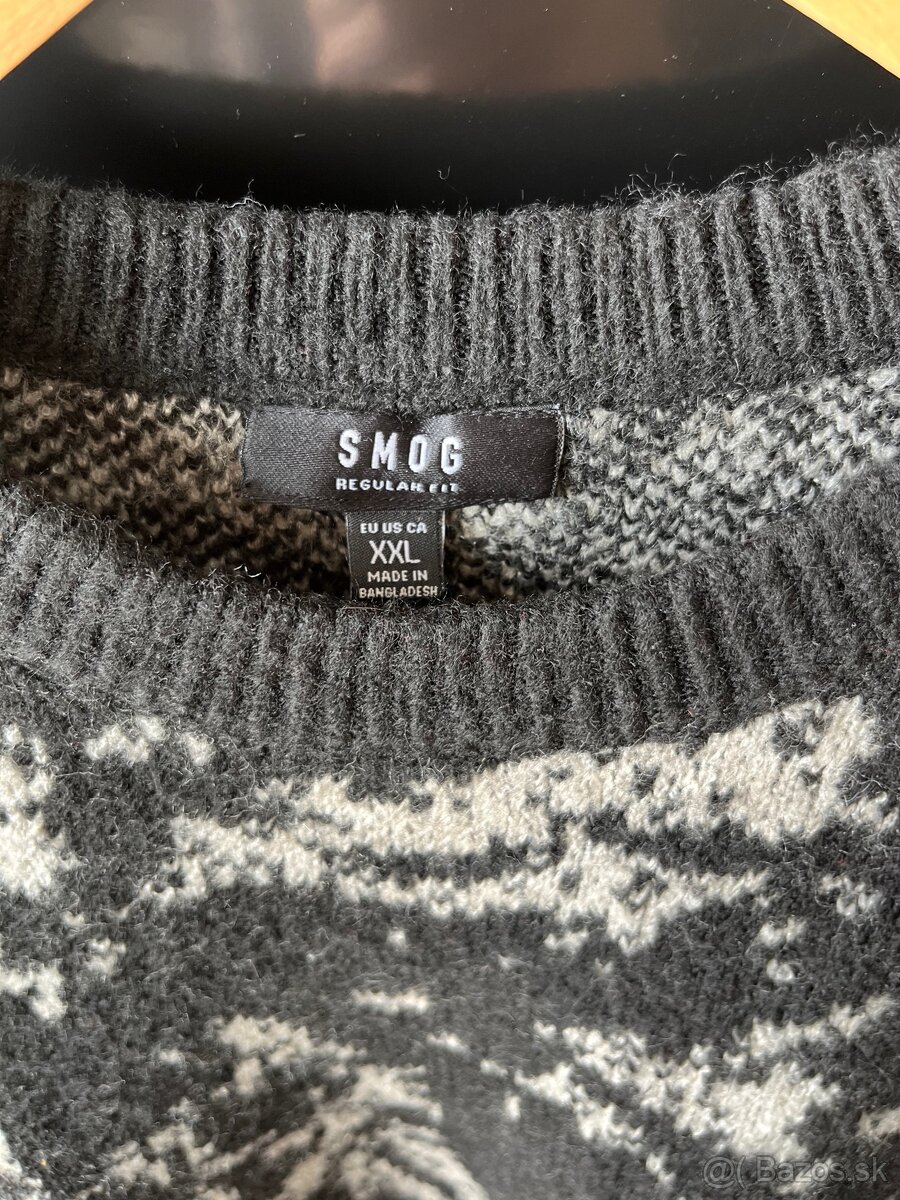 SMOG
REGULAR FIT
EU US CA
XXL
MADE IN
BANGLADESH
@( Bazos.sk